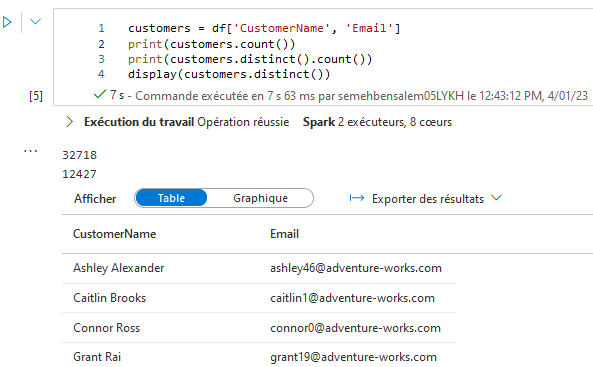 1 customers = df['CustomerName', 'Email']
2 print(customers.count())
3 print(customers.distinct().count())
4 display(customers.distinct())
[5] 7 s - Commande exécutée en 7 s 63 ms par semehbensalem05LYKH le 12:43:12 PM, 4/01/23
Exécution du travail Opération réussie Spark 2 exécuteurs, 8 cœurs
32718
12427
Afficher Table Graphique Exporter des résultats
CustomerName Email
Ashley Alexander ashley46@adventure-works.com
Caitlin Brooks caitlin1@adventure-works.com
Connor Ross connor0@adventure-works.com
Grant Rai grant19@adventure-works.com